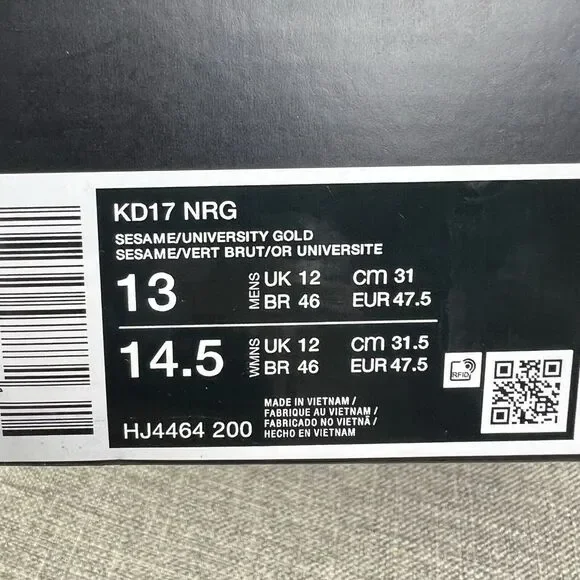 KD17 NRG
SESAME/UNIVERSITY GOLD
SESAME/VERT BRUT/OR UNIVERSITE
13 MENS UK 12 CM 31
BR 46 EUR 47.5
14.5 WMNS UK 12 CM 31.5
BR 46 EUR 47.5
RFID
MADE IN VIETNAM /
FABRIQUE AU VIETNAM /
FABRICADO NO VIETNÃ /
HECHO EN VIETNAM
HJ4464 200